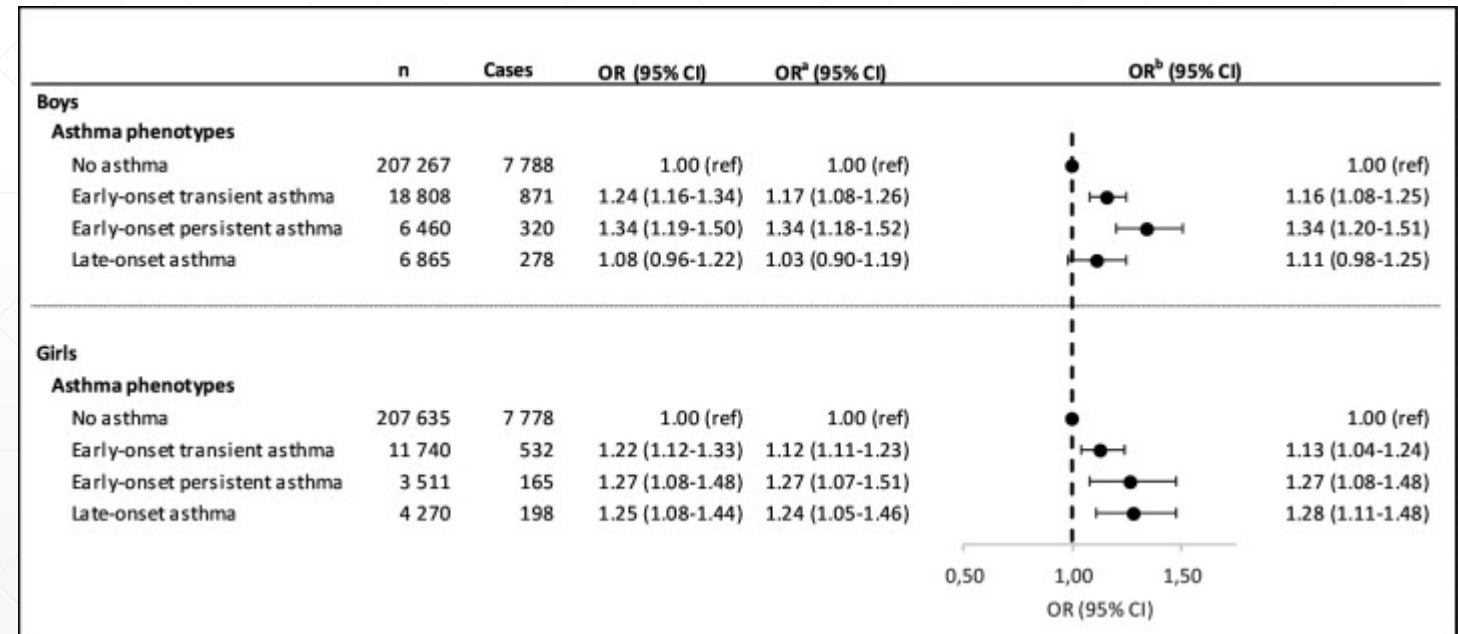 n Cases OR (95% CI) ORᵃ (95% CI) ORᵇ (95% CI)
Boys
Asthma phenotypes
No asthma 207 267 7 788 1.00 (ref) 1.00 (ref) 1.00 (ref)
Early-onset transient asthma 18 808 871 1.24 (1.16-1.34) 1.17 (1.08-1.26) 1.16 (1.08-1.25)
Early-onset persistent asthma 6 460 320 1.34 (1.19-1.50) 1.34 (1.18-1.52) 1.34 (1.20-1.51)
Late-onset asthma 6 865 278 1.08 (0.96-1.22) 1.03 (0.90-1.19) 1.11 (0.98-1.25)
Girls
Asthma phenotypes
No asthma 207 635 7 778 1.00 (ref) 1.00 (ref) 1.00 (ref)
Early-onset transient asthma 11 740 532 1.22 (1.12-1.33) 1.12 (1.11-1.23) 1.13 (1.04-1.24)
Early-onset persistent asthma 3 511 165 1.27 (1.08-1.48) 1.27 (1.07-1.51) 1.27 (1.08-1.48)
Late-onset asthma 4 270 198 1.25 (1.08-1.44) 1.24 (1.05-1.46) 1.28 (1.11-1.48)
0,50 1,00 1,50
OR (95% CI)